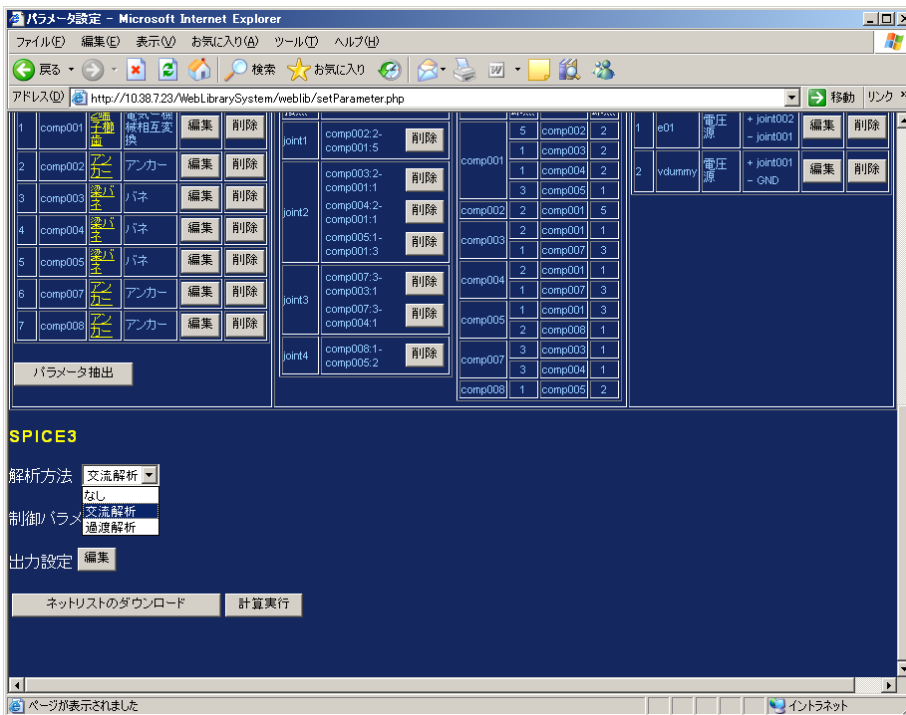 パラメータ設定 - Microsoft Internet Explorer
ファイル(F) 編集(E) 表示(V) お気に入り(A) ツール(T) ヘルプ(H)
戻る 検索 お気に入り
アドレス(D) http://10.38.7.23/WebLibrarySystem/weblib/setParameter.php 移動 リンク »
1 comp001 子櫛歯 電気-機械相互変換 編集 削除
2 comp002 アンカー アンカー 編集 削除
3 comp003 梁バネ バネ 編集 削除
4 comp004 梁バネ バネ 編集 削除
5 comp005 梁バネ バネ 編集 削除
6 comp007 アンカー アンカー 編集 削除
7 comp008 アンカー アンカー 編集 削除
パラメータ抽出
joint1 comp002:2-comp001:5 削除
joint2 comp003:2-comp001:1 削除
comp004:2-comp001:1 削除
comp005:1-comp001:3 削除
joint3 comp007:3-comp003:1 削除
comp007:3-comp004:1 削除
joint4 comp008:1-comp005:2 削除
comp001 5 comp002 2
1 comp003 2
1 comp004 2
3 comp005 1
comp002 2 comp001 5
comp003 2 comp001 1
1 comp007 3
comp004 2 comp001 1
1 comp007 3
comp005 1 comp001 3
2 comp008 1
comp007 3 comp003 1
3 comp004 1
comp008 1 comp005 2
1 e01 電圧源 + joint002 - joint001 編集 削除
2 vdummy 電圧源 + joint001 - GND 編集 削除
SPICE3
解析方法 交流解析
なし
交流解析
過渡解析
制御パラメ
出力設定 編集
ネットリストのダウンロード 計算実行
ページが表示されました イントラネット